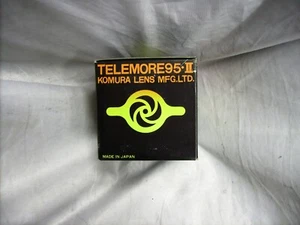 TELEMORE95-II
KOMURA LENS MFG.LTD.
MADE IN JAPAN